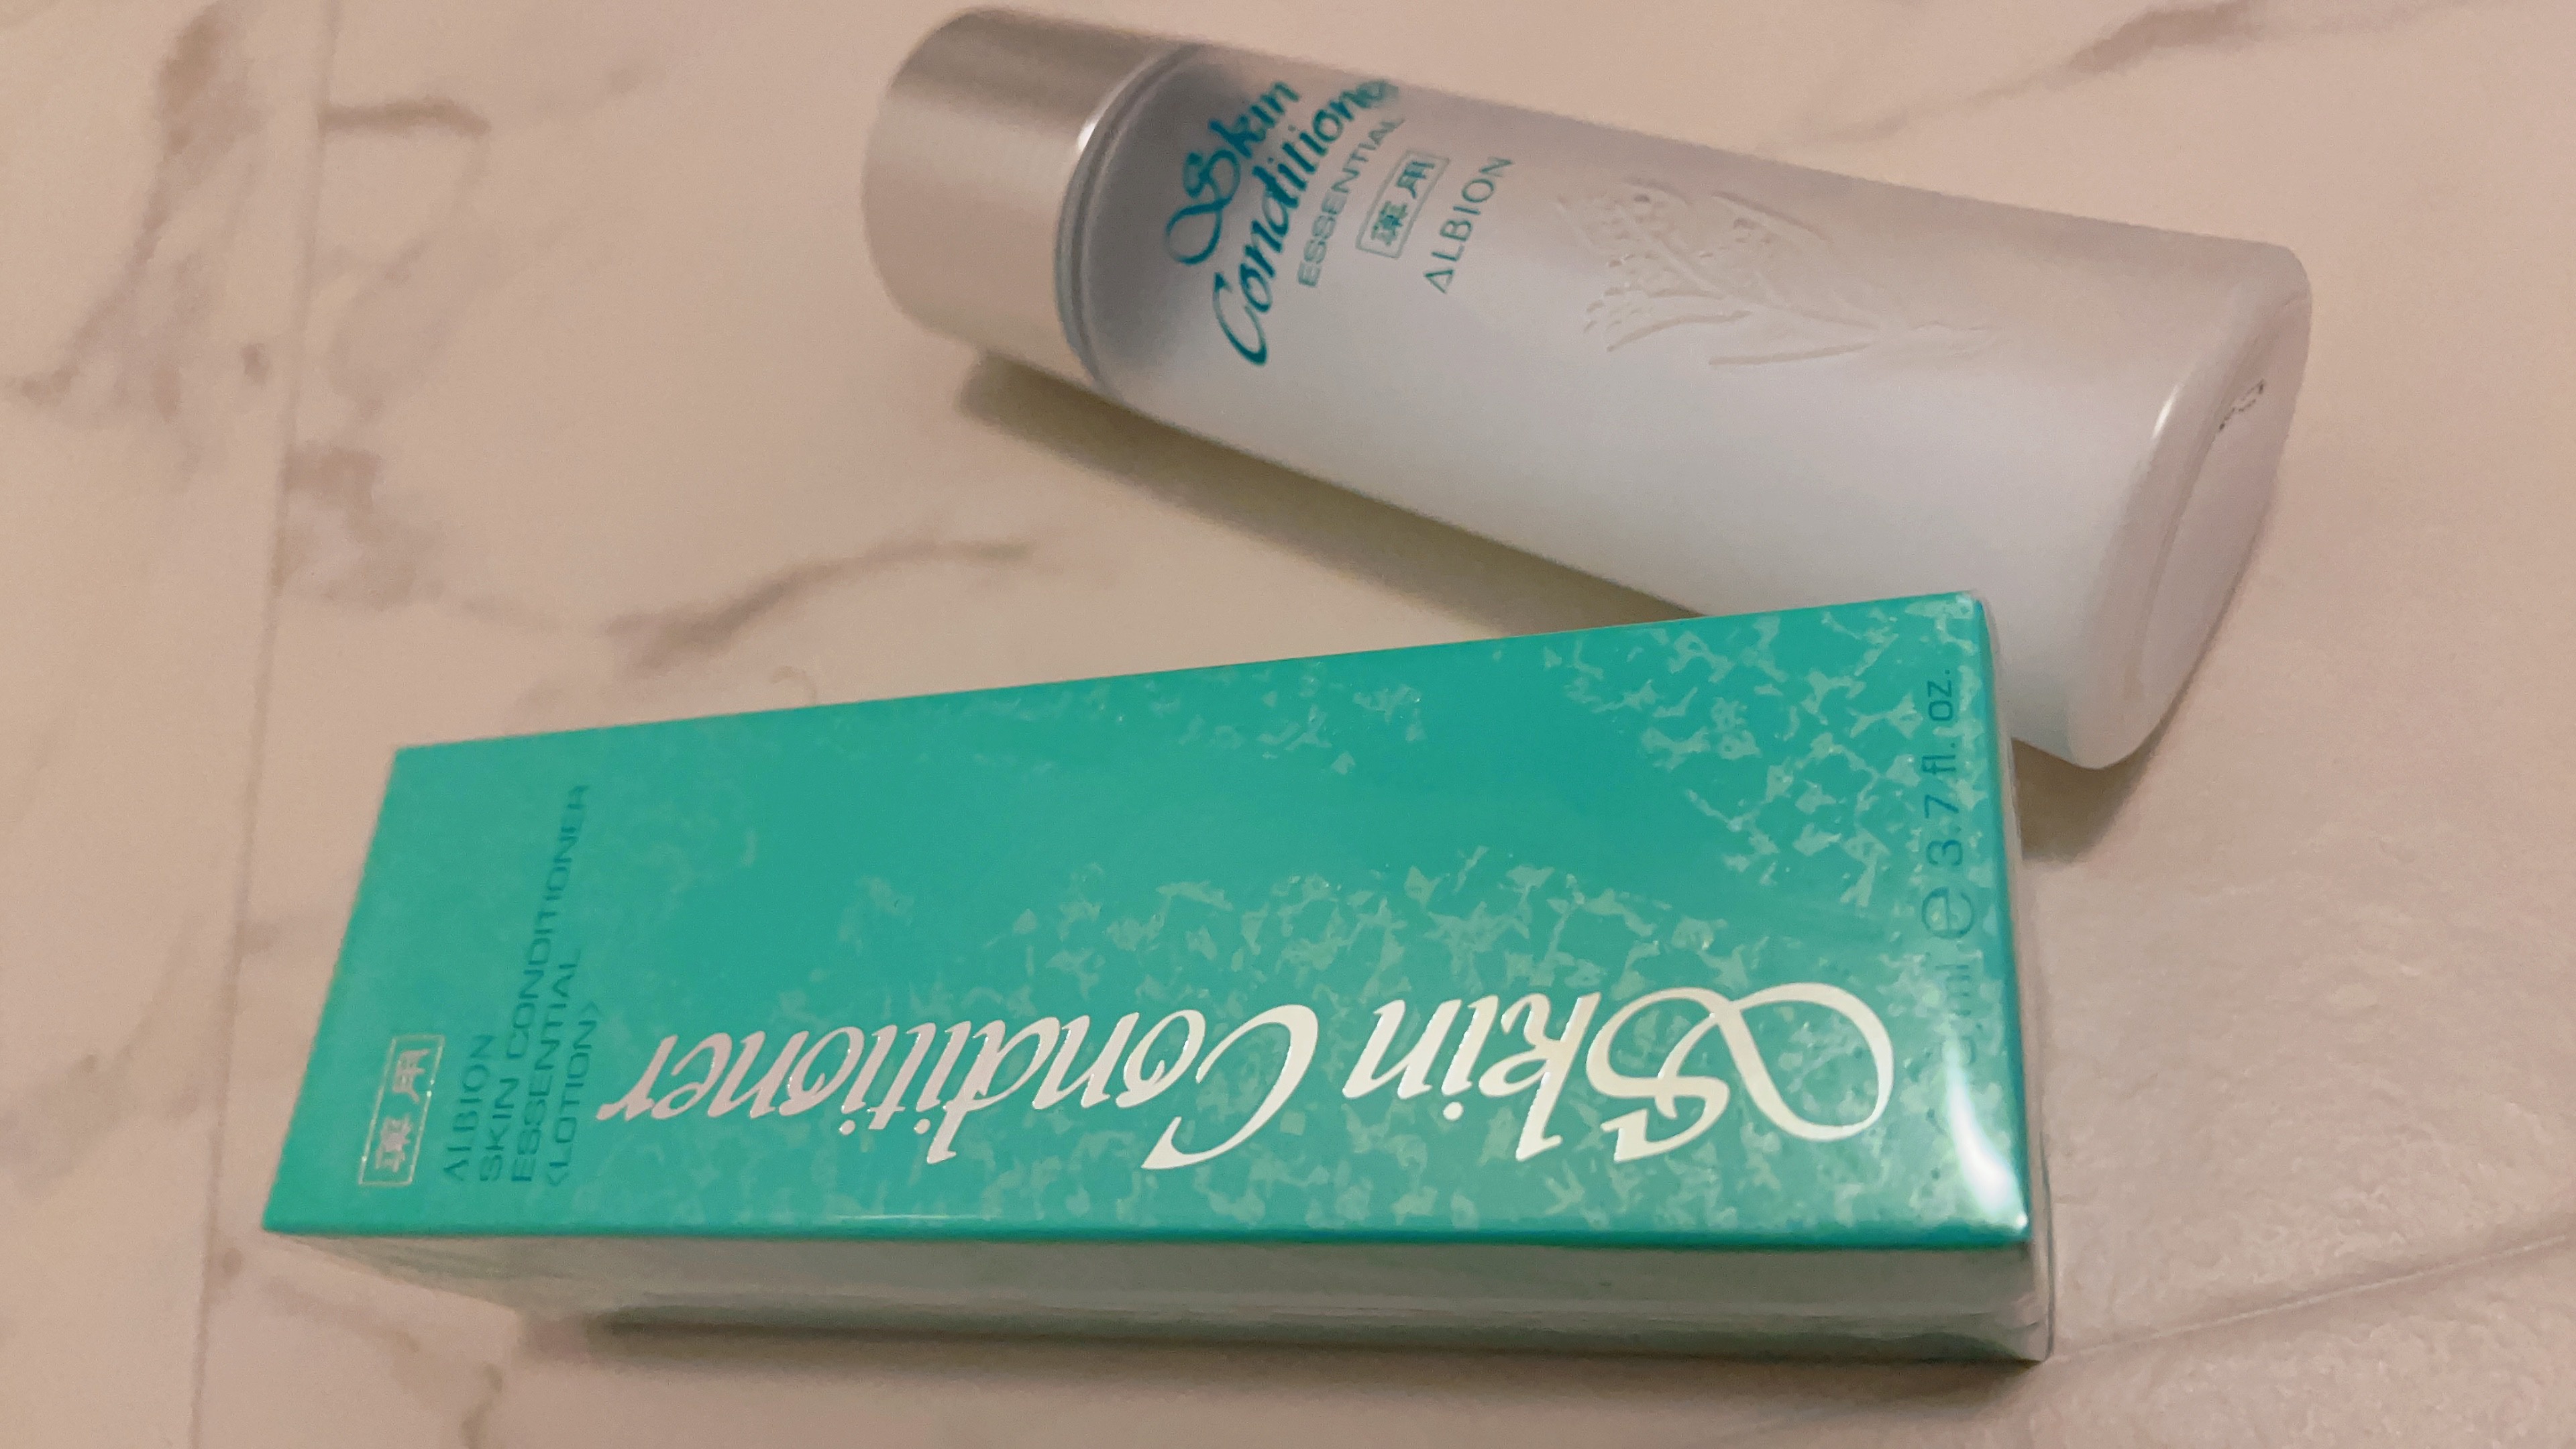 Skin
Conditioner
ESSENTIAL
薬用
ALBION
薬用
ALBION
SKIN CONDITIONER
ESSENTIAL
<LOTION>
Skin Conditioner
ml e 3.7 fl. oz.